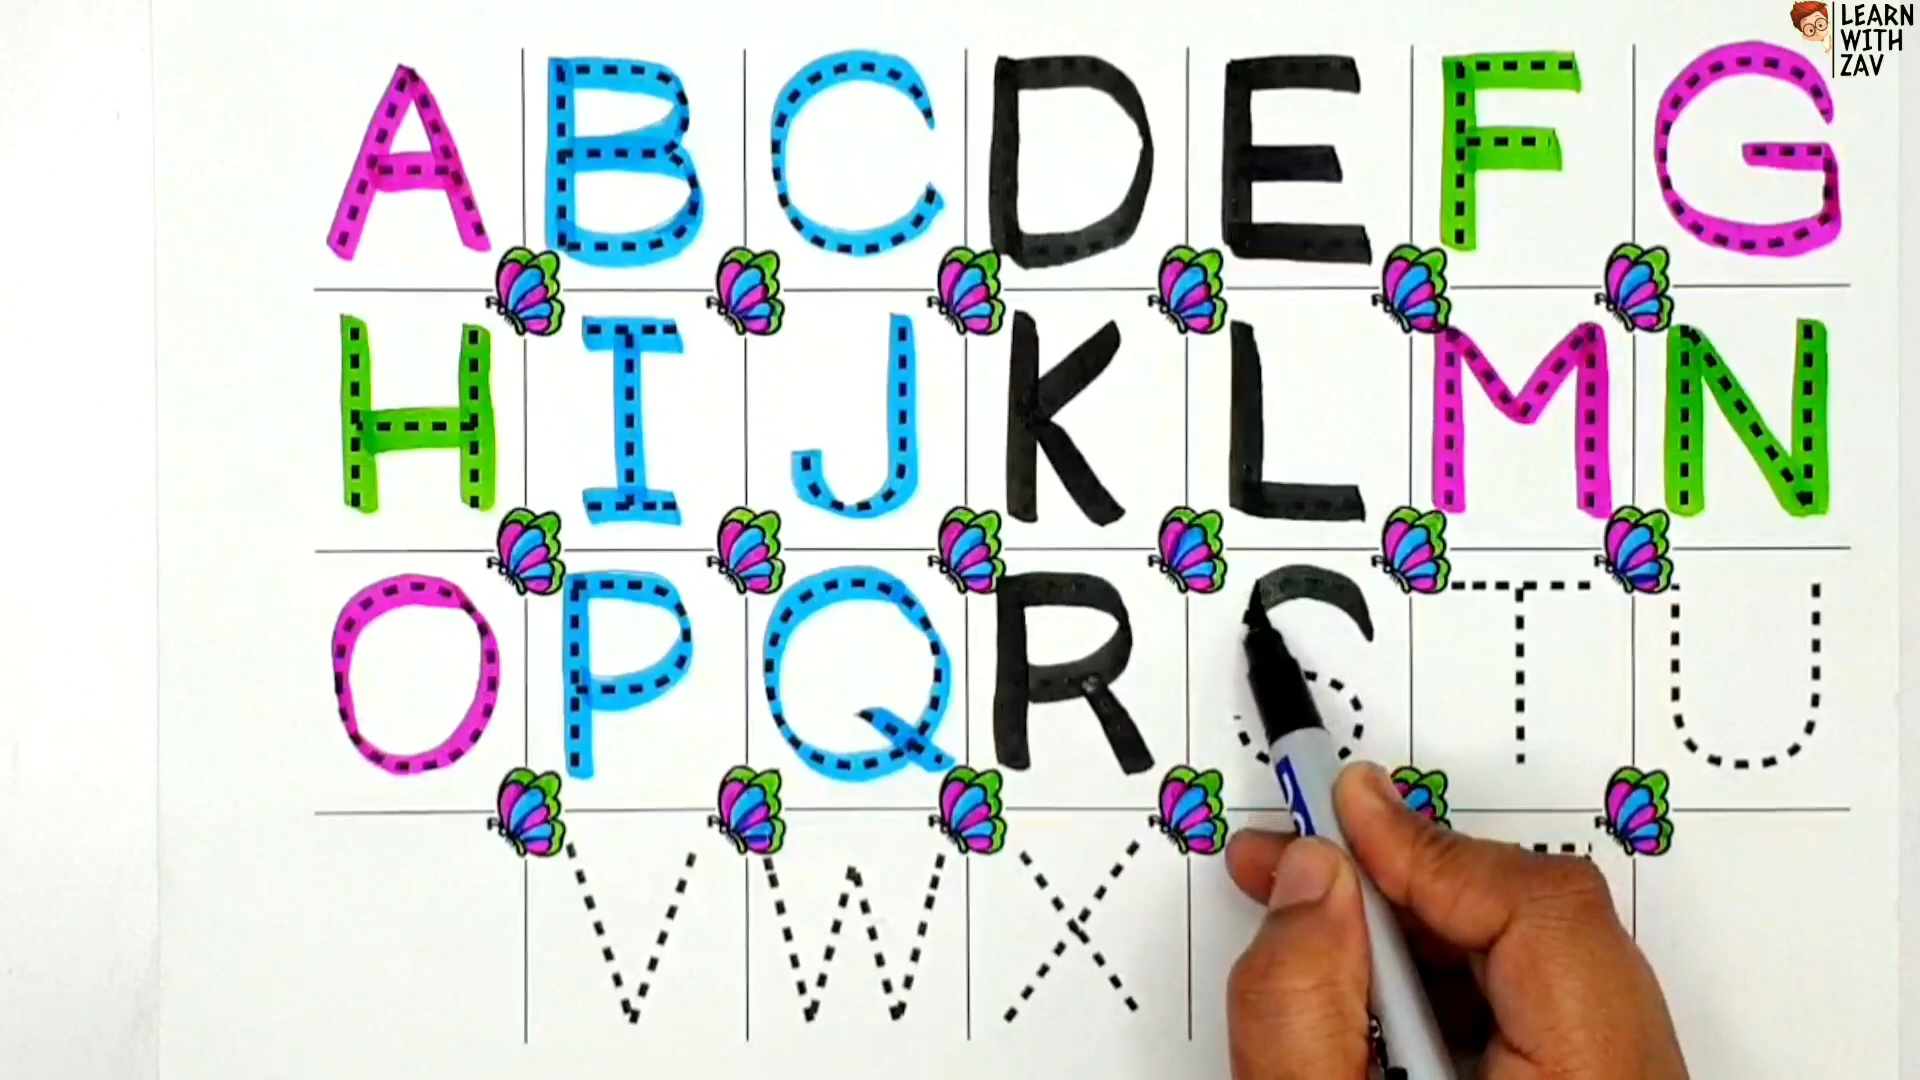 LEARN
WITH
ZAV
A B C D E F G
H I J K L M N
O P Q R S T U
V W X